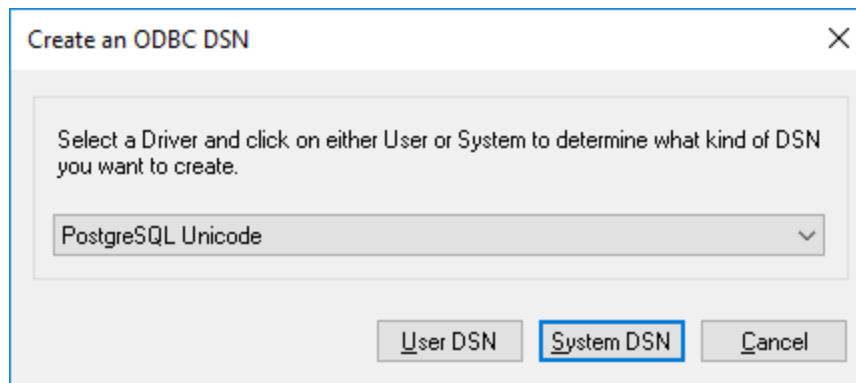 Create an ODBC DSN
Select a Driver and click on either User or System to determine what kind of DSN
you want to create.
PostgreSQL Unicode
User DSN System DSN Cancel